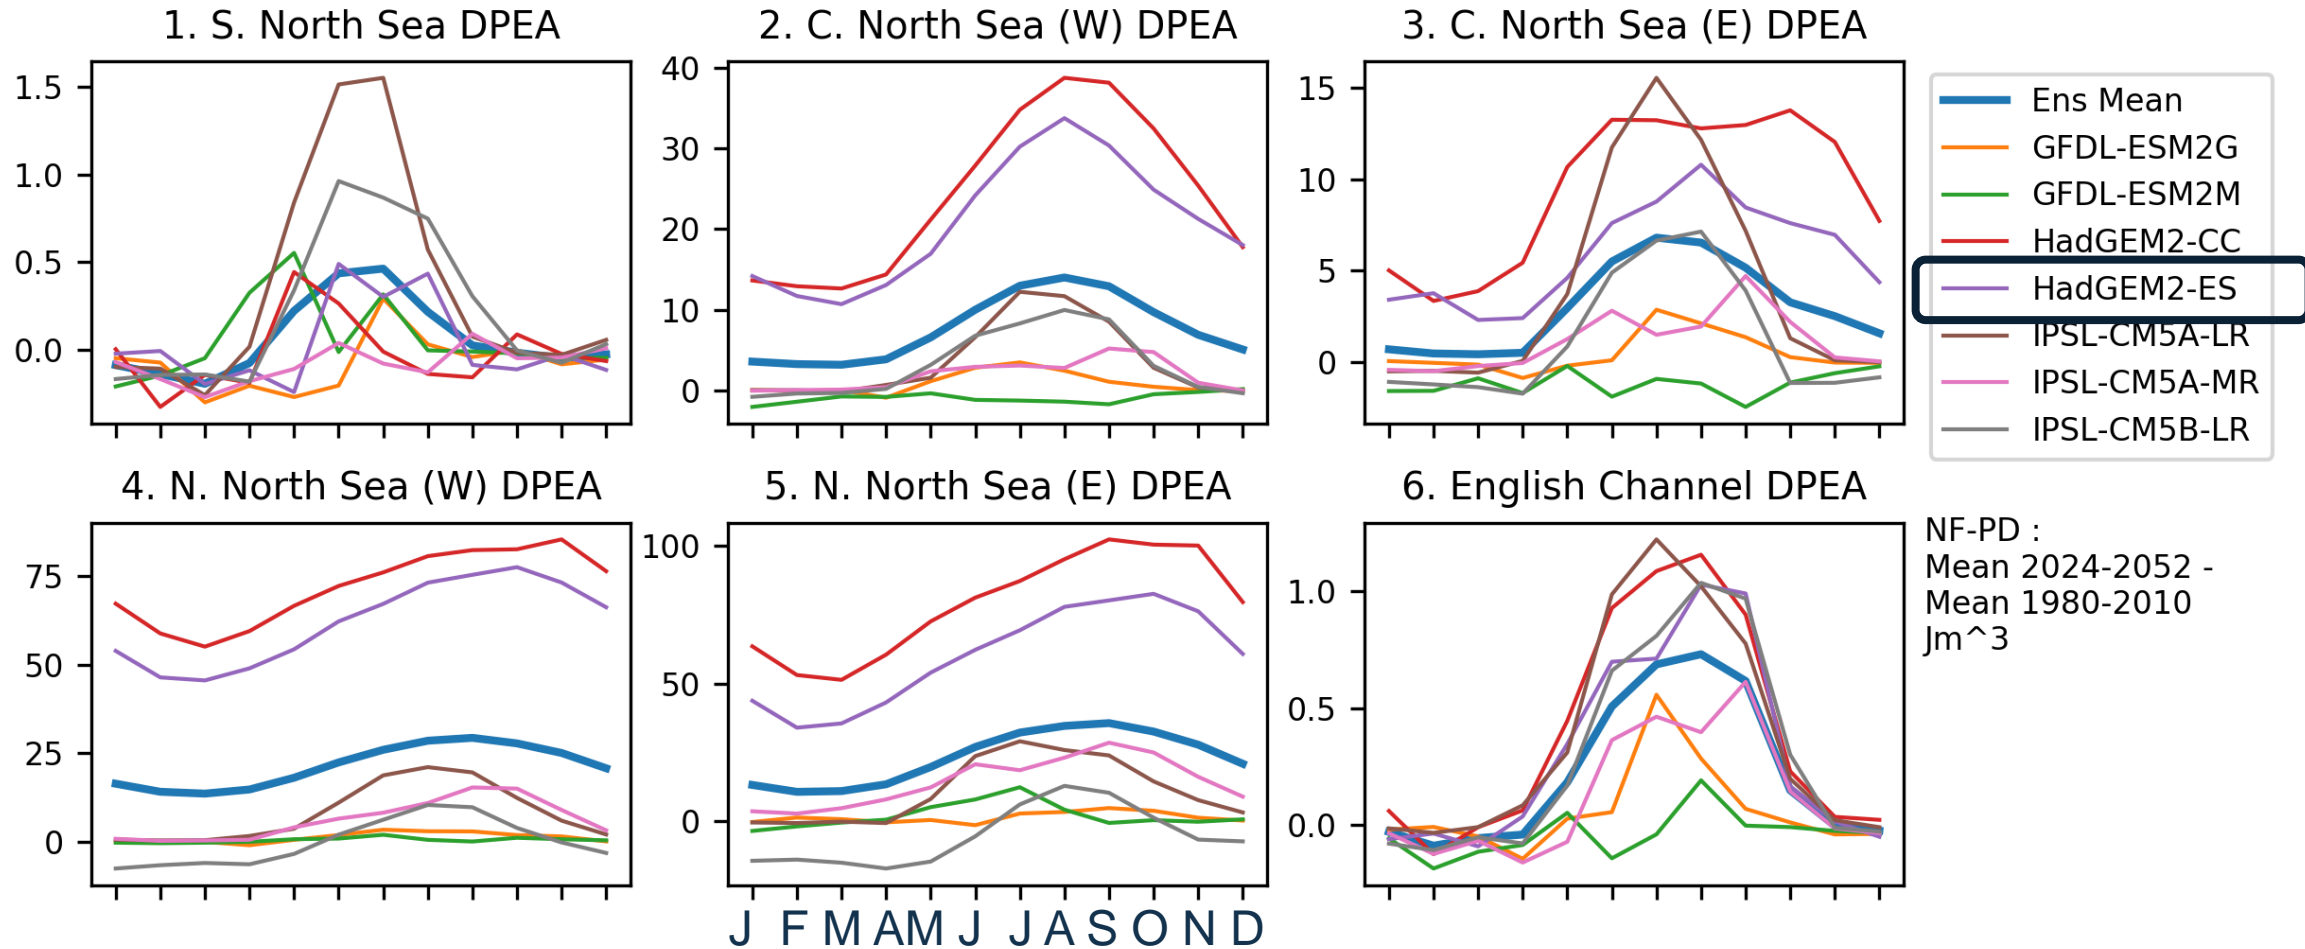 1. S. North Sea DPEA
2. C. North Sea (W) DPEA
3. C. North Sea (E) DPEA
1.5
1.0
0.5
0.0
40
30
20
10
0
15
10
5
0
Ens Mean
GFDL-ESM2G
GFDL-ESM2M
HadGEM2-CC
HadGEM2-ES
IPSL-CM5A-LR
IPSL-CM5A-MR
IPSL-CM5B-LR
4. N. North Sea (W) DPEA
5. N. North Sea (E) DPEA
6. English Channel DPEA
75
50
25
0
100
50
0
1.0
0.5
0.0
NF-PD :
Mean 2024-2052 -
Mean 1980-2010
Jm^3
J F M A M J J A S O N D